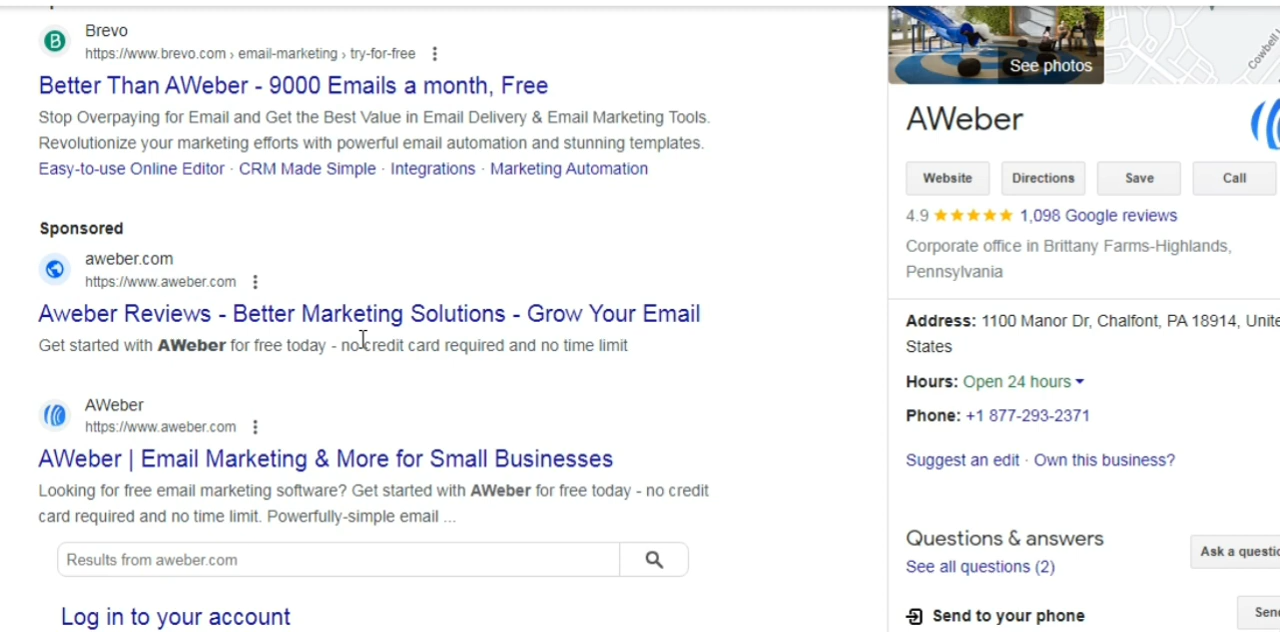 Brevo
https://www.brevo.com › email-marketing › try-for-free
Better Than AWeber - 9000 Emails a month, Free
Stop Overpaying for Email and Get the Best Value in Email Delivery & Email Marketing Tools.
Revolutionize your marketing efforts with powerful email automation and stunning templates.
Easy-to-use Online Editor · CRM Made Simple · Integrations · Marketing Automation
Sponsored
aweber.com
https://www.aweber.com
Aweber Reviews - Better Marketing Solutions - Grow Your Email
Get started with AWeber for free today - no credit card required and no time limit
AWeber
https://www.aweber.com
AWeber | Email Marketing & More for Small Businesses
Looking for free email marketing software? Get started with AWeber for free today - no credit
card required and no time limit. Powerfully-simple email ...
Results from aweber.com
Log in to your account
See photos
Cowbell
AWeber
Website
Directions
Save
Call
4.9 ★★★★★ 1,098 Google reviews
Corporate office in Brittany Farms-Highlands,
Pennsylvania
Address: 1100 Manor Dr, Chalfont, PA 18914, Unite
States
Hours: Open 24 hours
Phone: +1 877-293-2371
Suggest an edit · Own this business?
Questions & answers
See all questions (2)
Ask a questi
Send to your phone
Sen